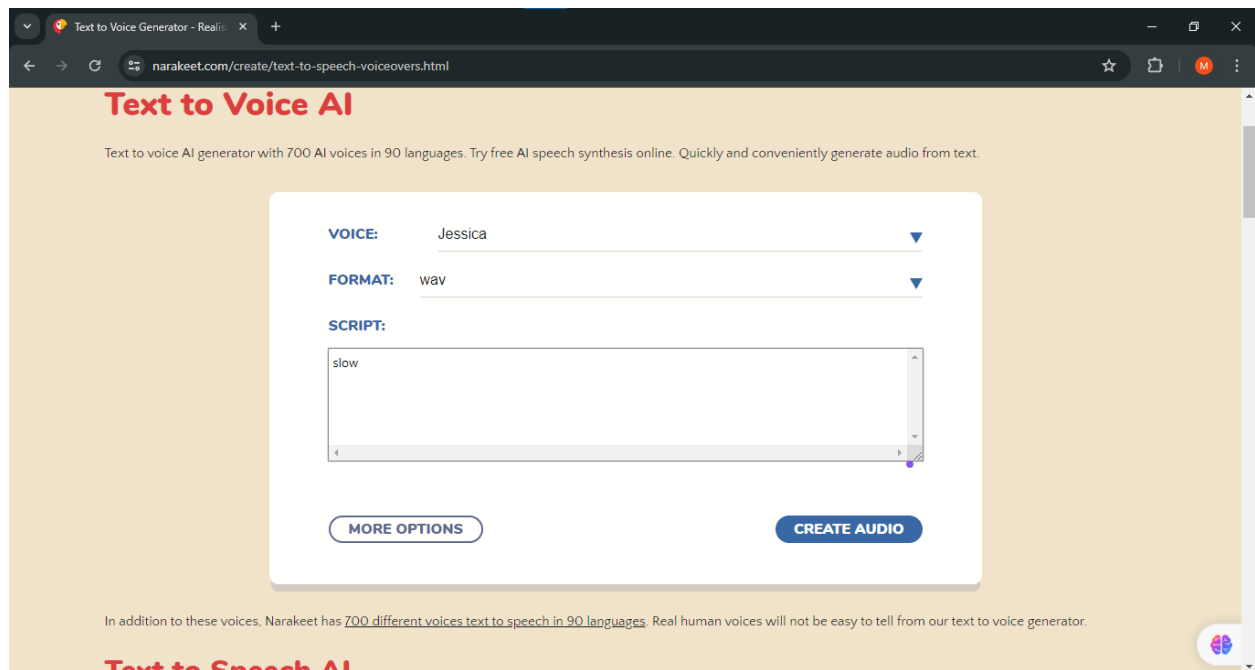 Text to Voice Generator - Realis
narakeet.com/create/text-to-speech-voiceovers.html
M
Text to Voice AI
Text to voice AI generator with 700 AI voices in 90 languages. Try free AI speech synthesis online. Quickly and conveniently generate audio from text.
VOICE: Jessica
FORMAT: wav
SCRIPT:
slow
MORE OPTIONS CREATE AUDIO
In addition to these voices, Narakeet has 700 different voices text to speech in 90 languages. Real human voices will not be easy to tell from our text to voice generator.
Text to Speech AI